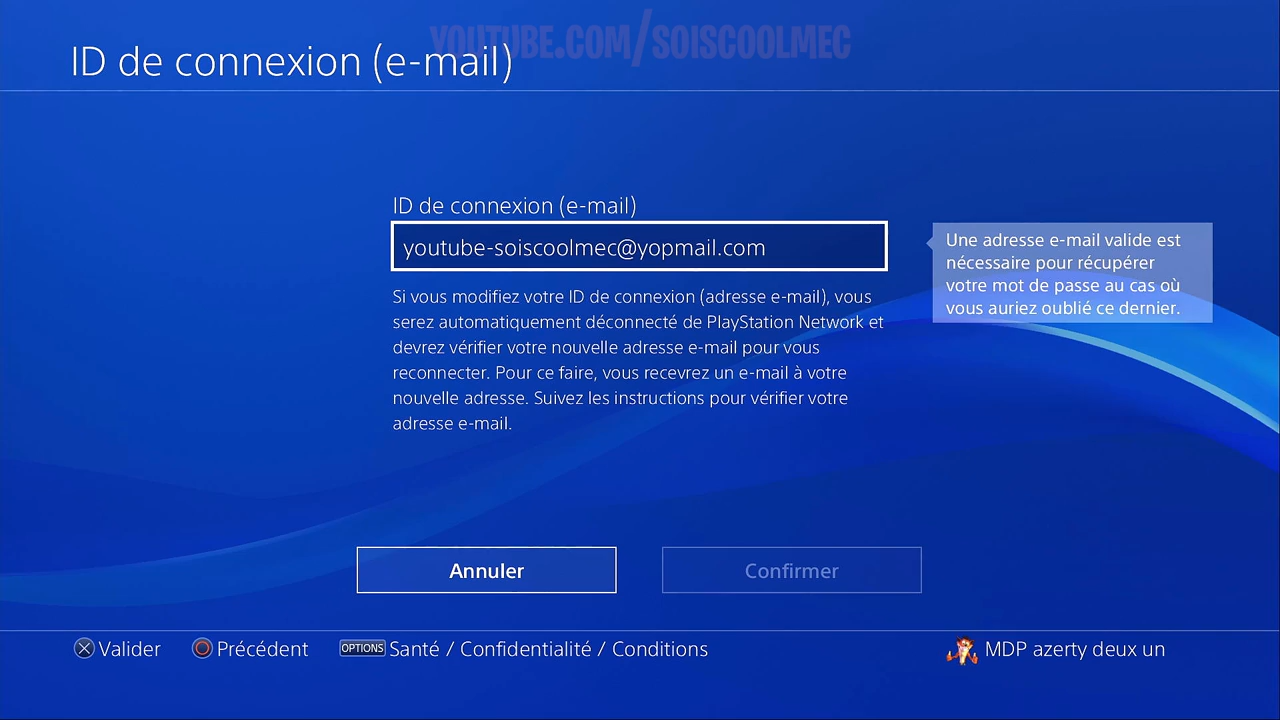 YOUTUBE.COM/SOISCOOLMEC
ID de connexion (e-mail)
ID de connexion (e-mail)
youtube-soiscoolmec@yopmail.com
Une adresse e-mail valide est
nécessaire pour récupérer
votre mot de passe au cas où
vous auriez oublié ce dernier.
Si vous modifiez votre ID de connexion (adresse e-mail), vous
serez automatiquement déconnecté de PlayStation Network et
devrez vérifier votre nouvelle adresse e-mail pour vous
reconnecter. Pour ce faire, vous recevrez un e-mail à votre
nouvelle adresse. Suivez les instructions pour vérifier votre
adresse e-mail.
Annuler
Confirmer
Valider
Précédent
OPTIONS Santé / Confidentialité / Conditions
MDP azerty deux un